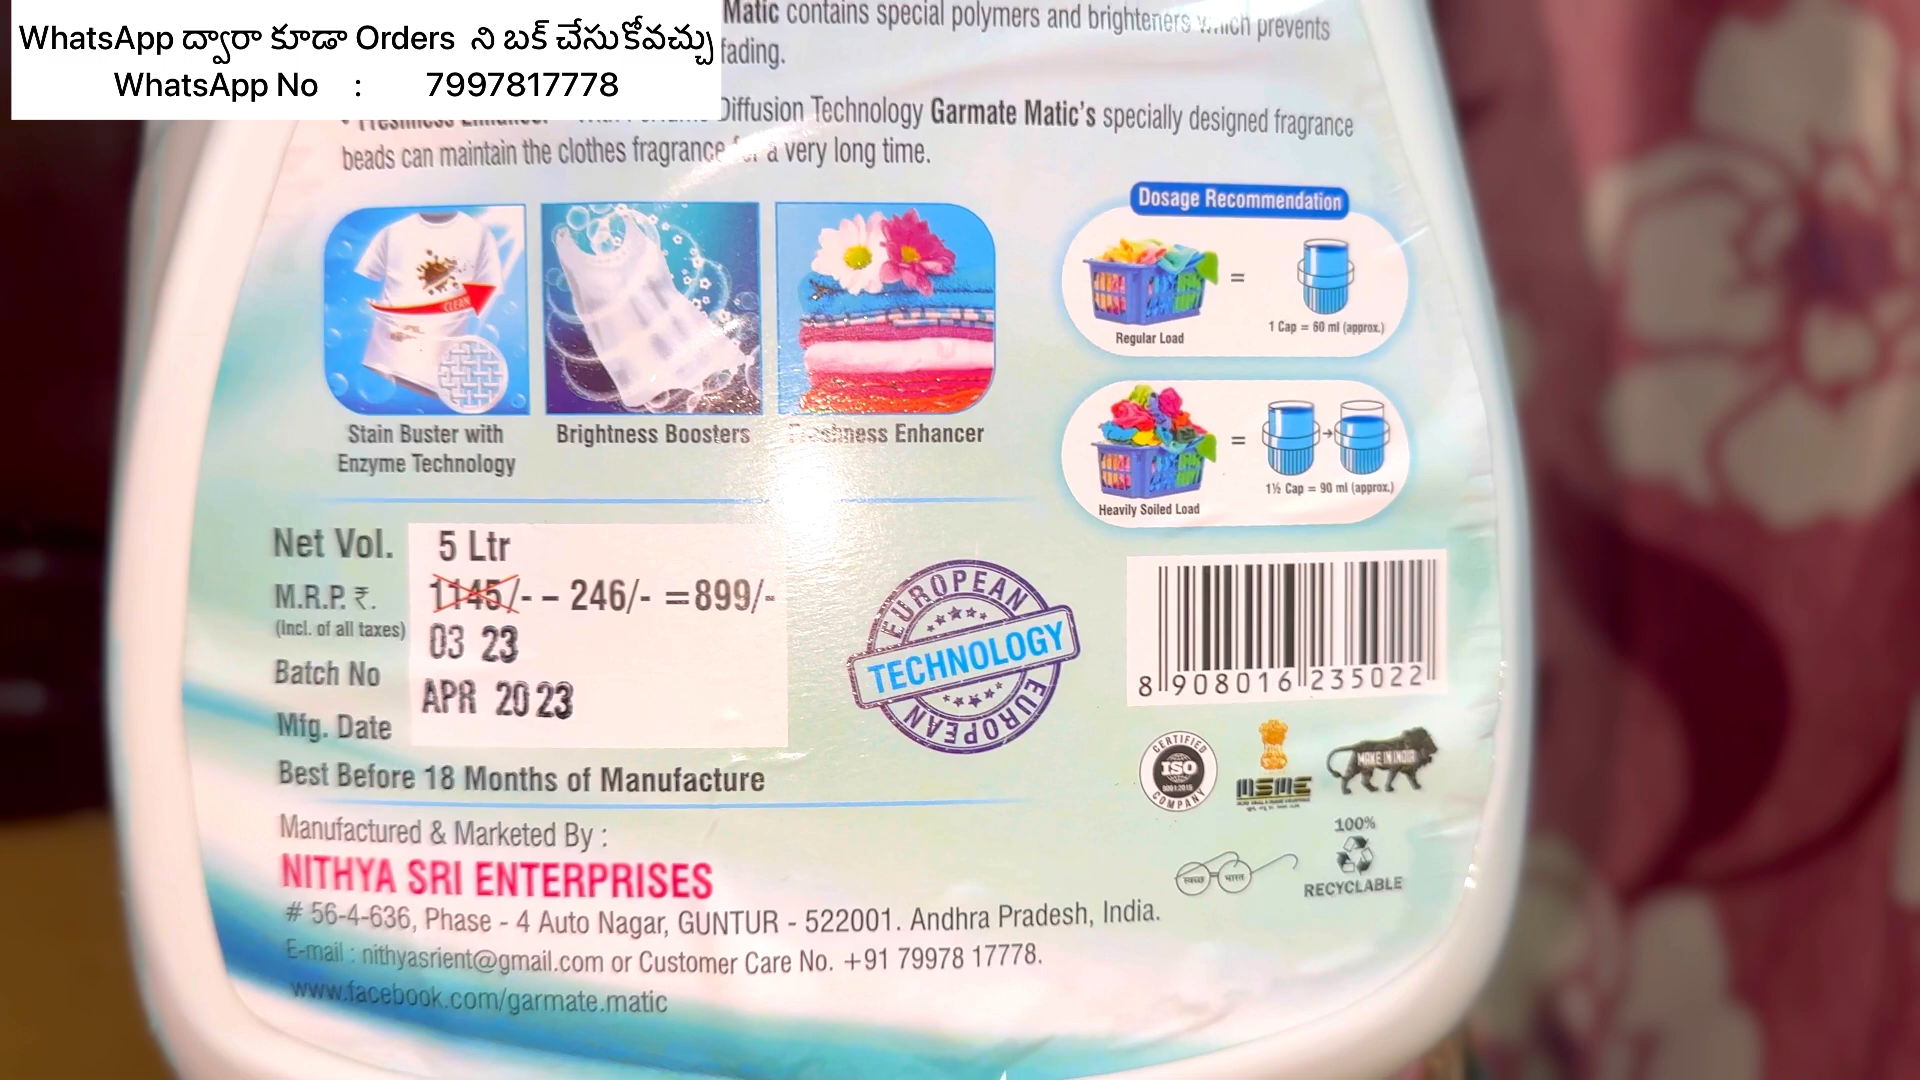 WhatsApp ద్వారా కూడా Orders ని బక్ చేసుకోవచ్చు
WhatsApp No : 7997817778
Matic contains special polymers and brighteners which prevents
fading.
Diffusion Technology Garmate Matic's specially designed fragrance
beads can maintain the clothes fragrance for a very long time.
CLEAN
Stain Buster with
Enzyme Technology
Brightness Boosters
Freshness Enhancer
Dosage Recommendation
Regular Load
=
1 Cap = 60 ml (approx.)
Heavily Soiled Load
=
1½ Cap = 90 ml (approx.)
Net Vol. 5 Ltr
M.R.P. ₹. 1145/- – 246/- =899/-
(Incl. of all taxes)
Batch No 03 23
Mfg. Date APR 2023
Best Before 18 Months of Manufacture
EUROPEAN
TECHNOLOGY
EUROPEAN
8 908016 235022
CERTIFIED
ISO
9001:2015
COMPANY
MSME
MAKE IN INDIA
स्वच्छ भारत
100%
RECYCLABLE
Manufactured & Marketed By :
NITHYA SRI ENTERPRISES
# 56-4-636, Phase - 4 Auto Nagar, GUNTUR - 522001. Andhra Pradesh, India.
E-mail : nithyasrient@gmail.com or Customer Care No. +91 79978 17778.
www.facebook.com/garmate.matic